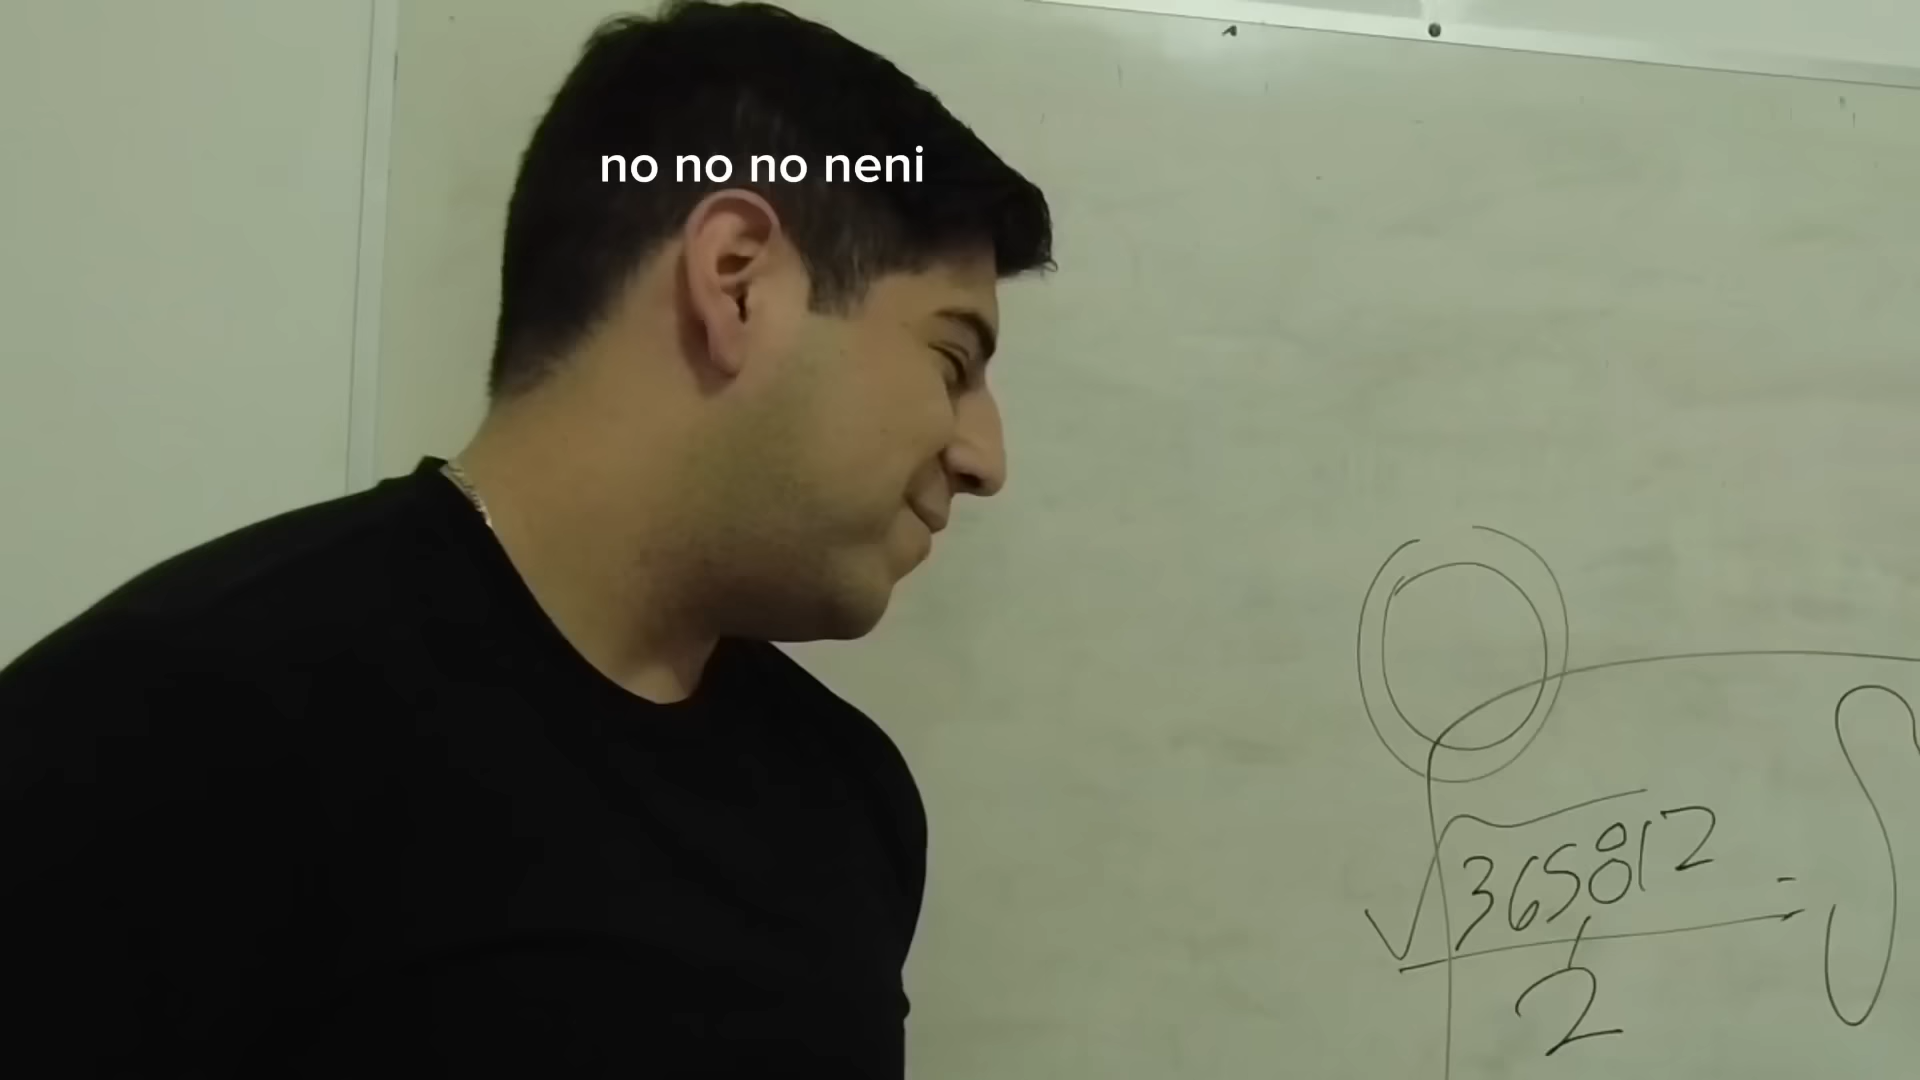 no no no neni
√365812 =
2